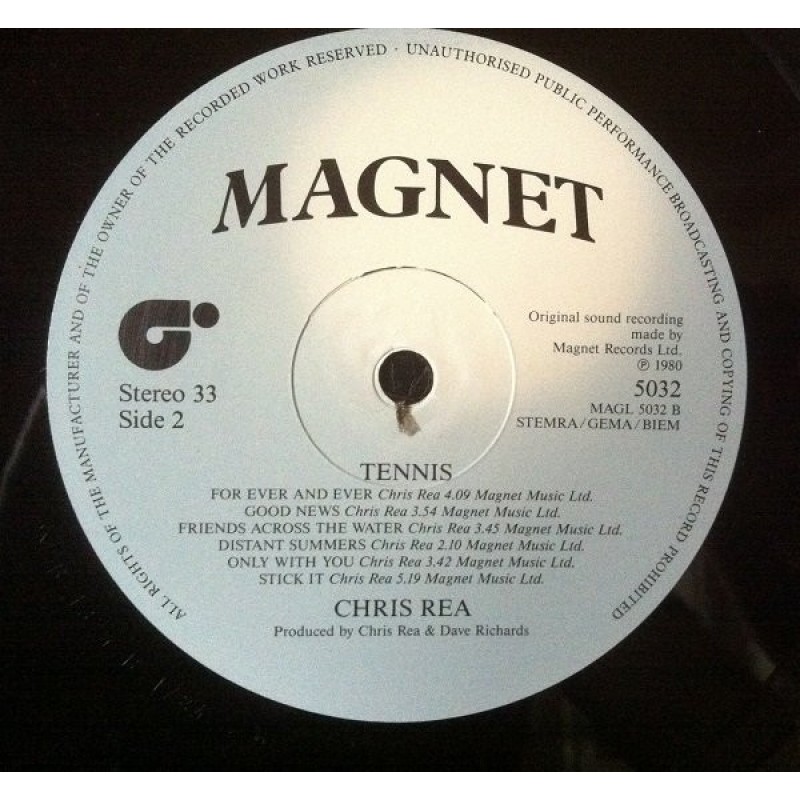 ALL RIGHTS OF THE MANUFACTURER AND OF THE OWNER OF THE RECORDED WORK RESERVED · UNAUTHORISED PUBLIC PERFORMANCE BROADCASTING AND COPYING OF THIS RECORD PROHIBITED
MAGNET
Stereo 33
Side 2
Original sound recording
made by
Magnet Records Ltd.
℗ 1980
5032
MAGL 5032 B
STEMRA/GEMA/BIEM
TENNIS
FOR EVER AND EVER Chris Rea 4.09 Magnet Music Ltd.
GOOD NEWS Chris Rea 3.54 Magnet Music Ltd.
FRIENDS ACROSS THE WATER Chris Rea 3.45 Magnet Music Ltd.
DISTANT SUMMERS Chris Rea 2.10 Magnet Music Ltd.
ONLY WITH YOU Chris Rea 3.42 Magnet Music Ltd.
STICK IT Chris Rea 5.19 Magnet Music Ltd.
CHRIS REA
Produced by Chris Rea & Dave Richards